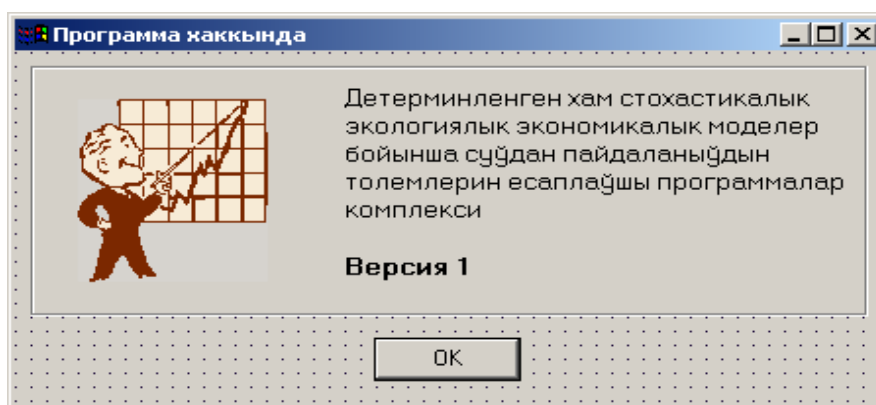 Программа хаккында
Детерминленген хам стохастикалык
экологиялык экономикалык моделер
бойынша суўдан пайдаланыўдын
толемлерин есаплаўшы программалар
комплекси
Версия 1
OK